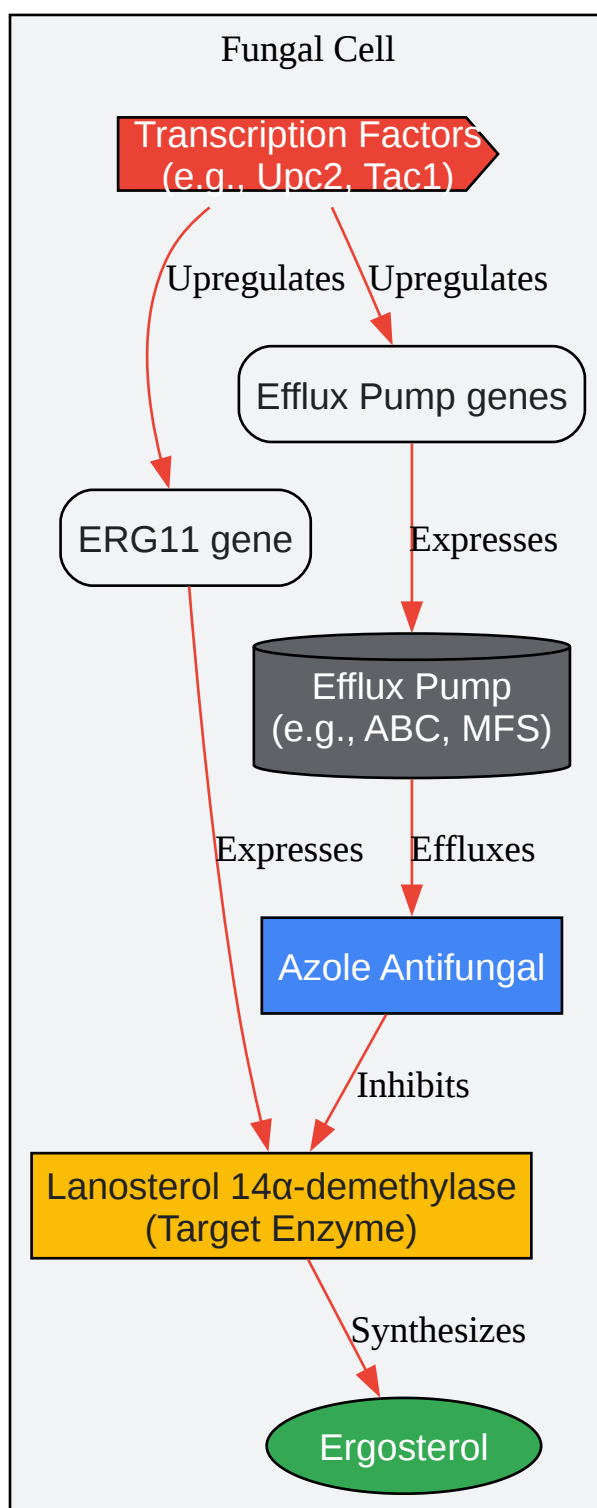 Fungal Cell
Transcription Factors
(e.g., Upc2, Tac1)
Upregulates
Upregulates
Efflux Pump genes
ERG11 gene
Expresses
Efflux Pump
(e.g., ABC, MFS)
Expresses
Effluxes
Azole Antifungal
Inhibits
Lanosterol 14α-demethylase
(Target Enzyme)
Synthesizes
Ergosterol